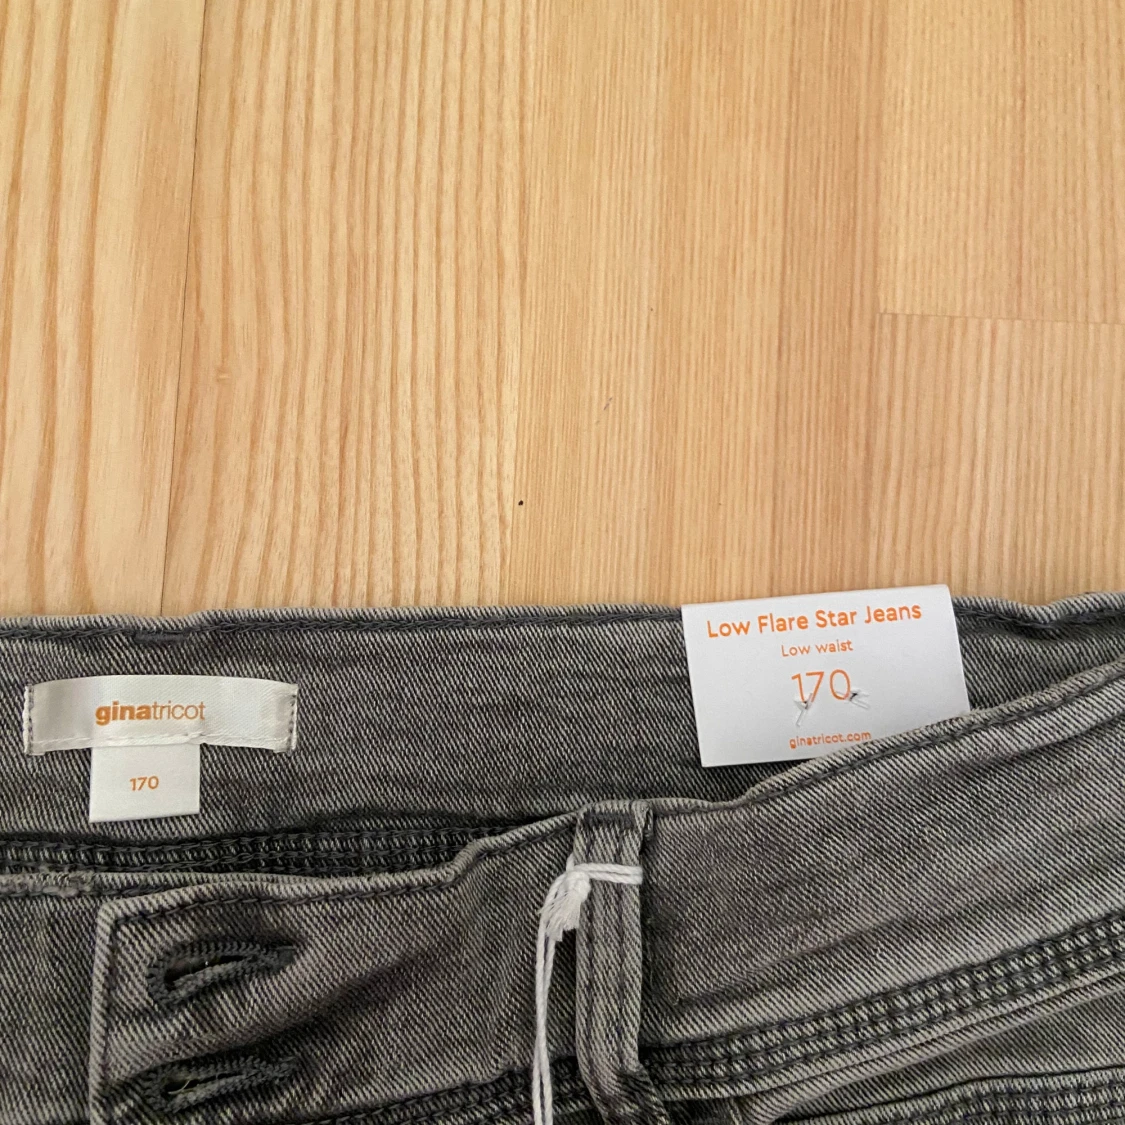 Low Flare Star Jeans
Low waist
170
ginatricot.com
ginatricot
170